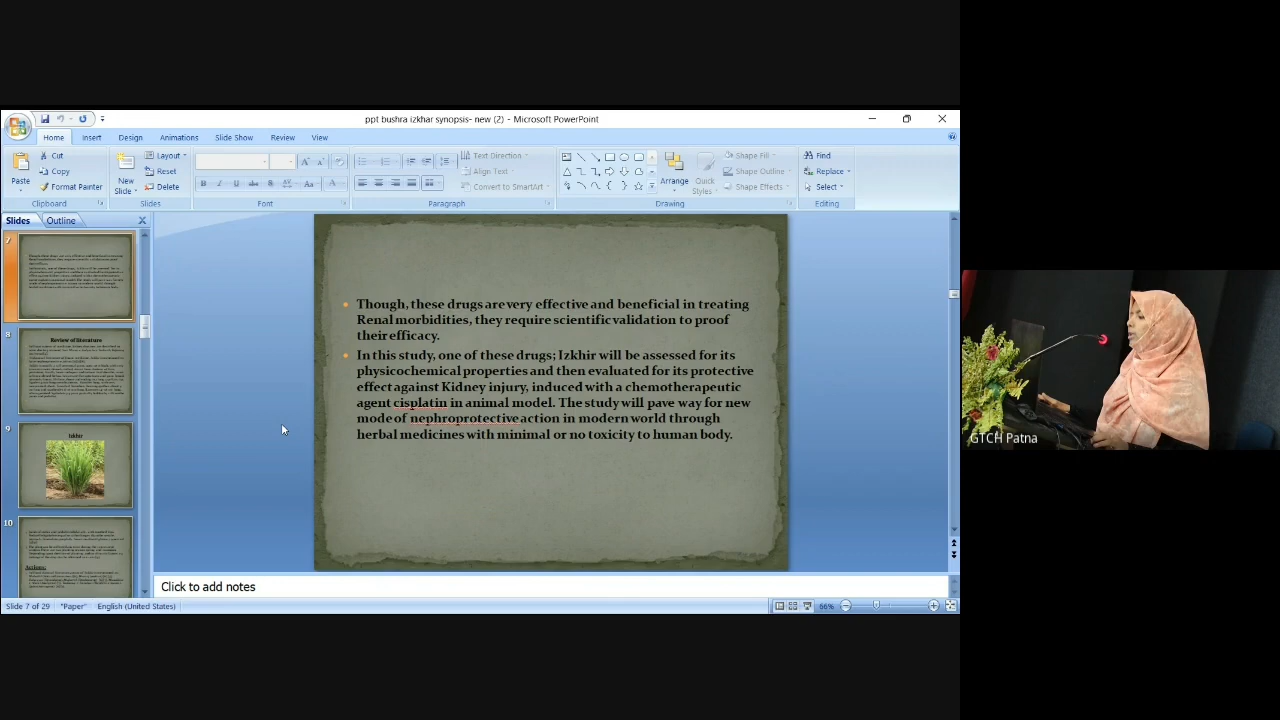 ppt bushra izkhar synopsis- new (2) - Microsoft PowerPoint
Home Insert Design Animations Slide Show Review View
Paste
Cut
Copy
Format Painter
Clipboard
New Slide
Layout
Reset
Delete
Slides
Font
Text Direction
Align Text
Convert to SmartArt
Paragraph
Arrange
Quick Styles
Shape Fill
Shape Outline
Shape Effects
Drawing
Find
Replace
Select
Editing
Slides Outline
7
8
Review of literature
9
Izkhir
10
Actions:
Though, these drugs are very effective and beneficial in treating
Renal morbidities, they require scientific validation to proof
their efficacy.
In this study, one of these drugs; Izkhir will be assessed for its
physicochemical properties and then evaluated for its protective
effect against Kidney injury, induced with a chemotherapeutic
agent cisplatin in animal model. The study will pave way for new
mode of nephroprotective action in modern world through
herbal medicines with minimal or no toxicity to human body.
Click to add notes
Slide 7 of 29 "Paper" English (United States) 66%
GTCH Patna